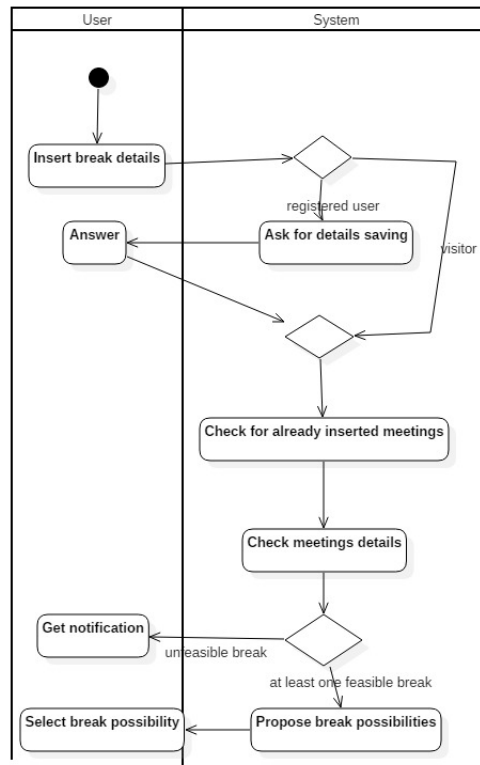 User
System
Insert break details
registered user
Answer
Ask for details saving
visitor
Check for already inserted meetings
Check meetings details
Get notification
unfeasible break
at least one feasible break
Select break possibility
Propose break possibilities